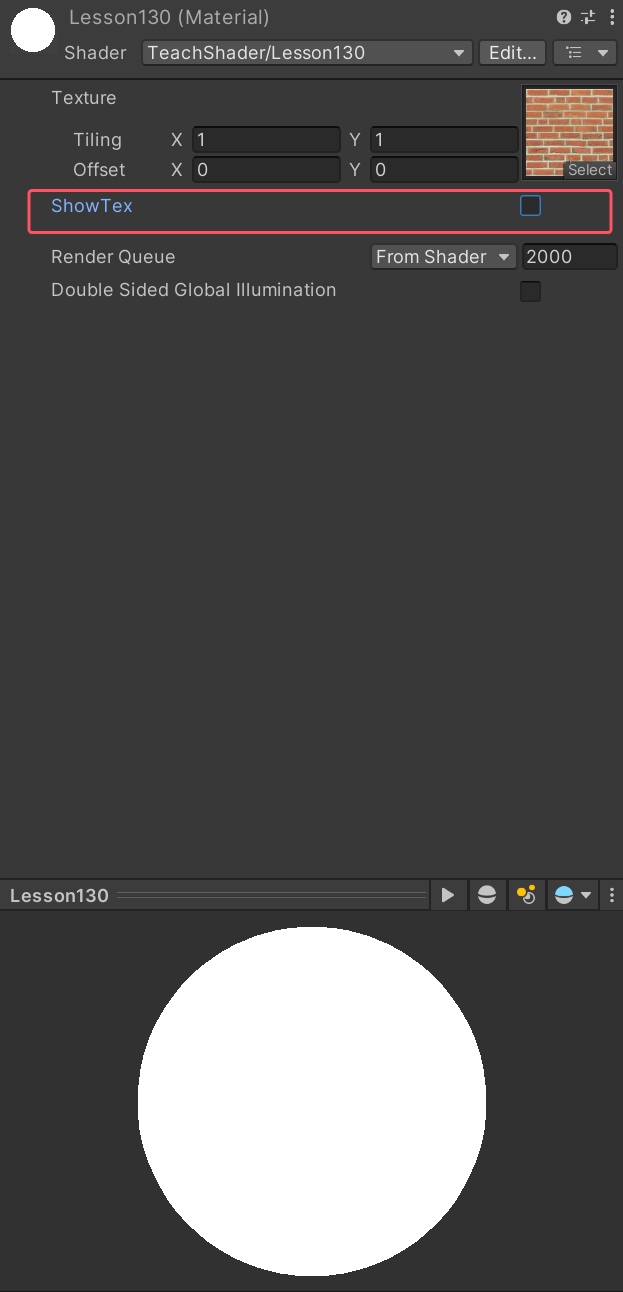 Lesson130 (Material)
Shader TeachShader/Lesson130 Edit...
Texture
Tiling X 1 Y 1
Offset X 0 Y 0
Select
ShowTex
Render Queue From Shader 2000
Double Sided Global Illumination
Lesson130